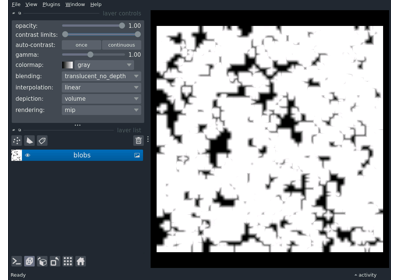 File View Plugins Window Help
layer controls
opacity: 1.00
contrast limits:
auto-contrast: once continuous
gamma: 1.00
colormap: gray
blending: translucent_no_depth
interpolation: linear
depiction: volume
rendering: mip
layer list
blobs
Ready activity